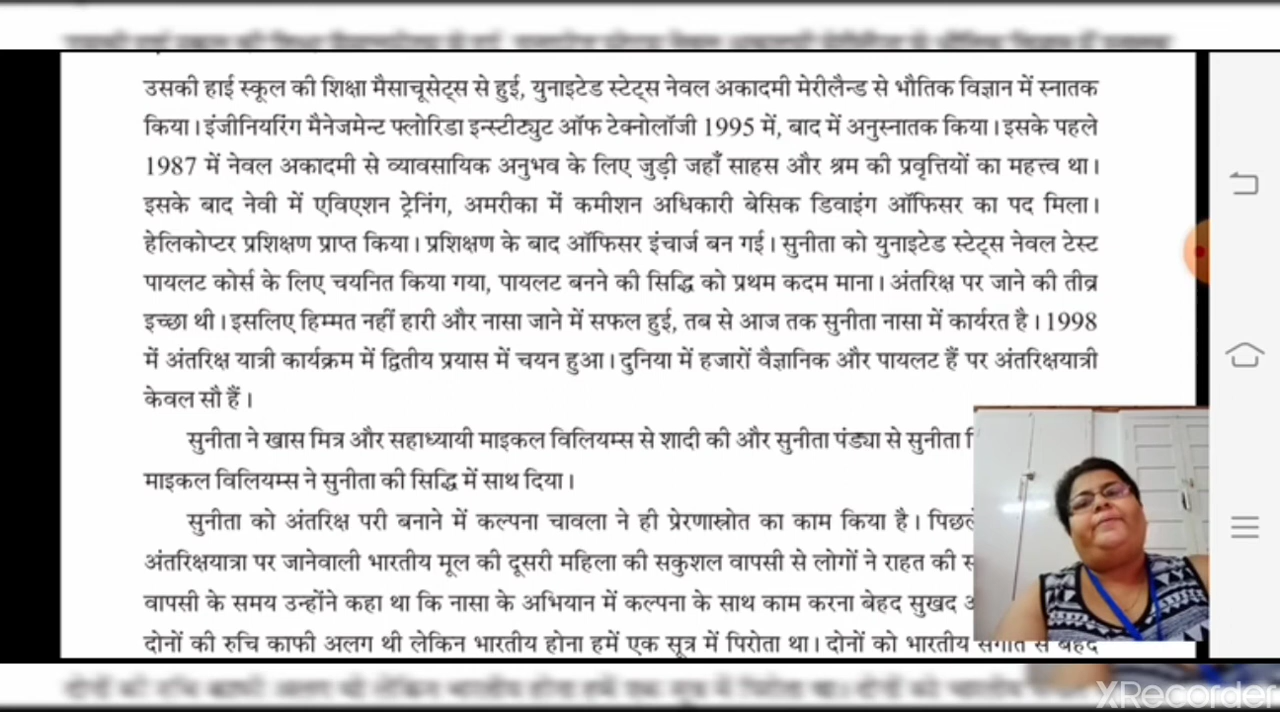 उसकी हाई स्कूल की शिक्षा मैसाचूसेट्स से हुई, युनाइटेड स्टेट्स नेवल अकादमी मेरीलैन्ड से भौतिक विज्ञान में स्नातक
किया। इंजीनियरिंग मैनेजमेन्ट फ्लोरिडा इन्स्टीट्युट ऑफ टेक्नोलॉजी 1995 में, बाद में अनुस्नातक किया। इसके पहले
1987 में नेवल अकादमी से व्यावसायिक अनुभव के लिए जुड़ी जहाँ साहस और श्रम की प्रवृत्तियों का महत्त्व था।
इसके बाद नेवी में एविएशन ट्रेनिंग, अमरीका में कमीशन अधिकारी बेसिक डिवाइंग ऑफिसर का पद मिला।
हेलिकोप्टर प्रशिक्षण प्राप्त किया। प्रशिक्षण के बाद ऑफिसर इंचार्ज बन गई। सुनीता को युनाइटेड स्टेट्स नेवल टेस्ट
पायलट कोर्स के लिए चयनित किया गया, पायलट बनने की सिद्धि को प्रथम कदम माना। अंतरिक्ष पर जाने की तीव्र
इच्छा थी। इसलिए हिम्मत नहीं हारी और नासा जाने में सफल हुई, तब से आज तक सुनीता नासा में कार्यरत है। 1998
में अंतरिक्ष यात्री कार्यक्रम में द्वितीय प्रयास में चयन हुआ। दुनिया में हजारों वैज्ञानिक और पायलट हैं पर अंतरिक्षयात्री
केवल सौ हैं।
सुनीता ने खास मित्र और सहाध्यायी माइकल विलियम्स से शादी की और सुनीता पंड्या से सुनीता
माइकल विलियम्स ने सुनीता की सिद्धि में साथ दिया।
सुनीता को अंतरिक्ष परी बनाने में कल्पना चावला ने ही प्रेरणास्रोत का काम किया है।
अंतरिक्षयात्रा पर जानेवाली भारतीय मूल की दूसरी महिला की सकुशल वापसी से लोगों ने राहत की
वापसी के समय उन्होंने कहा था कि नासा के अभियान में कल्पना के साथ काम करना बेहद सुखद
दोनों की रुचि काफी अलग थी लेकिन भारतीय होना हमें एक सूत्र में पिरोता था। दोनों को भारतीय संगीत से बेहद
XRecorder